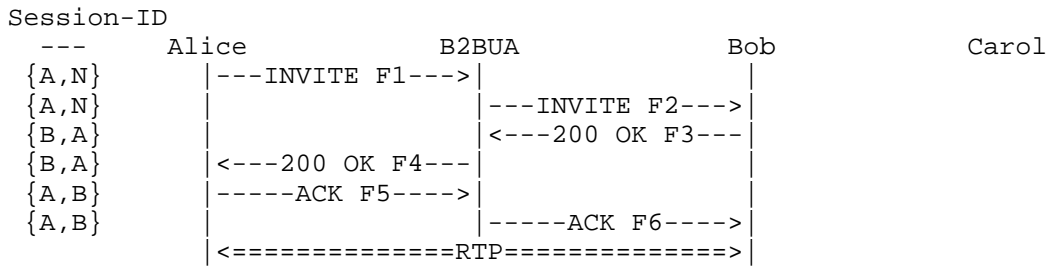 Session-ID
  ---     Alice            B2BUA             Bob            Carol
 {A,N}      |---INVITE F1--->|                |
 {A,N}      |                |---INVITE F2--->|
 {B,A}      |                |<---200 OK F3---|
 {B,A}      |<---200 OK F4---|                |
 {A,B}      |-----ACK F5---->|                |
 {A,B}      |                |-----ACK F6---->|
            |<==============RTP==============>|